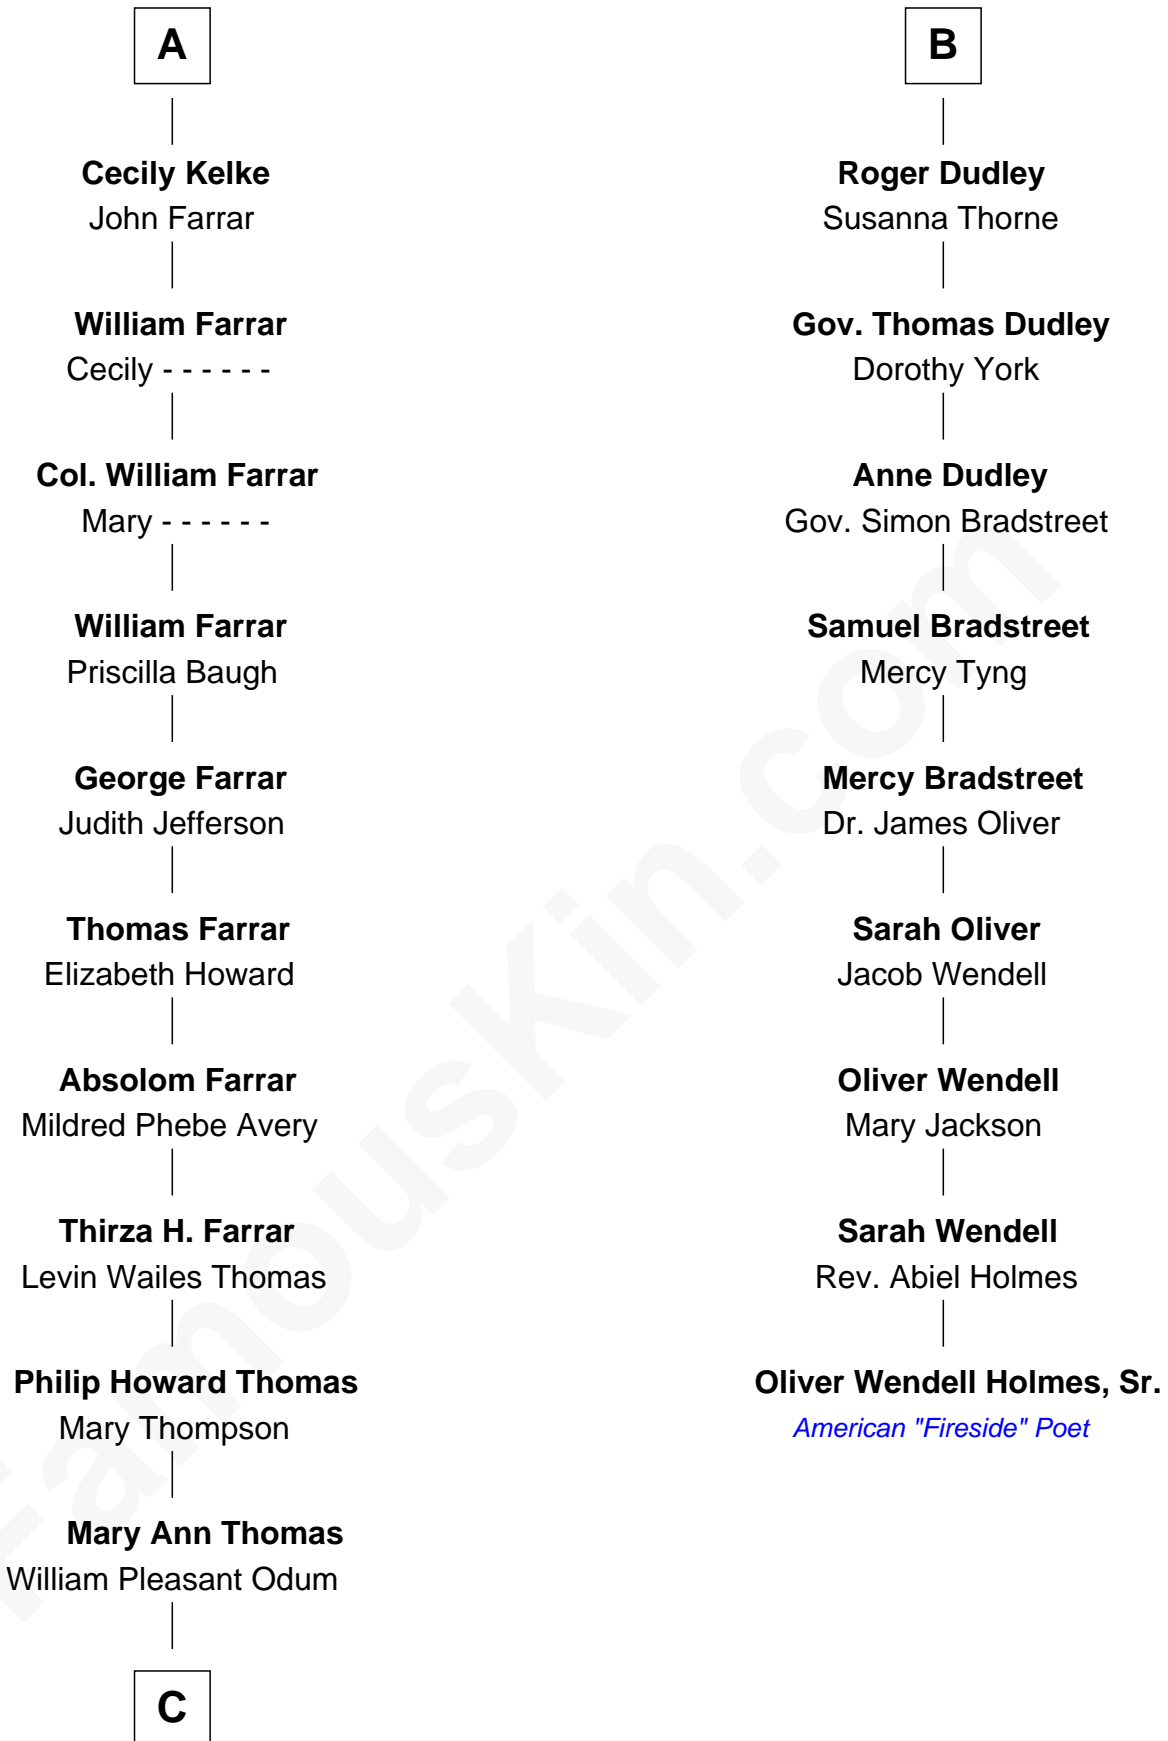 A
Cecily Kelke
John Farrar
William Farrar
Cecily - - - - - -
Col. William Farrar
Mary - - - - - -
William Farrar
Priscilla Baugh
George Farrar
Judith Jefferson
Thomas Farrar
Elizabeth Howard
Absolom Farrar
Mildred Phebe Avery
Thirza H. Farrar
Levin Wailes Thomas
Philip Howard Thomas
Mary Thompson
Mary Ann Thomas
William Pleasant Odum
C
B
Roger Dudley
Susanna Thorne
Gov. Thomas Dudley
Dorothy York
Anne Dudley
Gov. Simon Bradstreet
Samuel Bradstreet
Mercy Tyng
Mercy Bradstreet
Dr. James Oliver
Sarah Oliver
Jacob Wendell
Oliver Wendell
Mary Jackson
Sarah Wendell
Rev. Abiel Holmes
Oliver Wendell Holmes, Sr.
American "Fireside" Poet
FamousKin.com